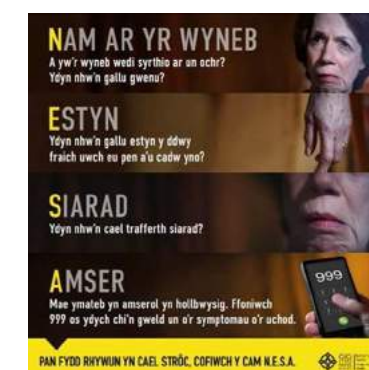 NAM AR YR WYNEB
A yw'r wyneb wedi syrthio ar un ochr?
Ydyn nhw'n gallu gwenu?
ESTYN
Ydyn nhw'n gallu estyn y ddwy
fraich uwch eu pen a'u cadw yno?
SIARAD
Ydyn nhw'n cael trafferth siarad?
AMSER
Mae ymateb yn amserol yn hollbwysig. Ffoniwch
999 os ydych chi'n gweld un o'r symptomau o'r uchod.
999
PAN FYDD RHYWUN YN CAEL STRÔC, COFIWCH Y CAM N.E.S.A.
GIG